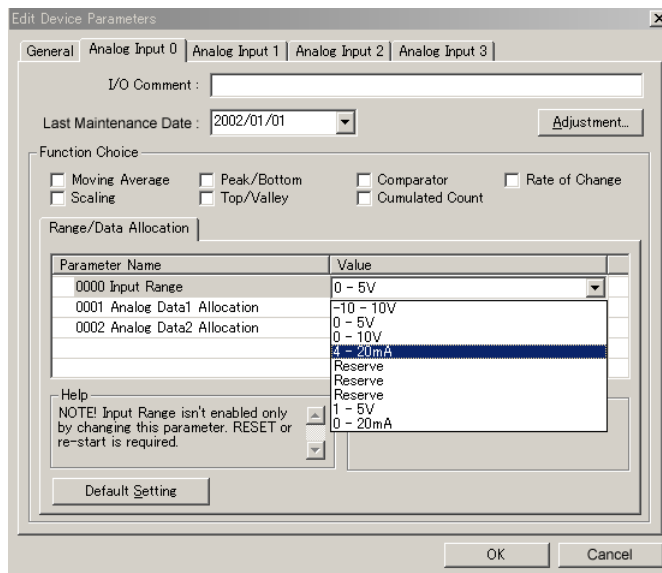 Edit Device Parameters
General Analog Input 0 Analog Input 1 Analog Input 2 Analog Input 3
I/O Comment :
Last Maintenance Date : 2002/01/01 Adjustment...
Function Choice
Moving Average Peak/Bottom Comparator Rate of Change
Scaling Top/Valley Cumulated Count
Range/Data Allocation
Parameter Name Value
0000 Input Range 0 - 5V
0001 Analog Data1 Allocation
0002 Analog Data2 Allocation
-10 - 10V
0 - 5V
0 - 10V
4 - 20mA
Reserve
Reserve
Reserve
1 - 5V
0 - 20mA
Help
NOTE! Input Range isn't enabled only
by changing this parameter. RESET or
re-start is required.
Default Setting
OK Cancel